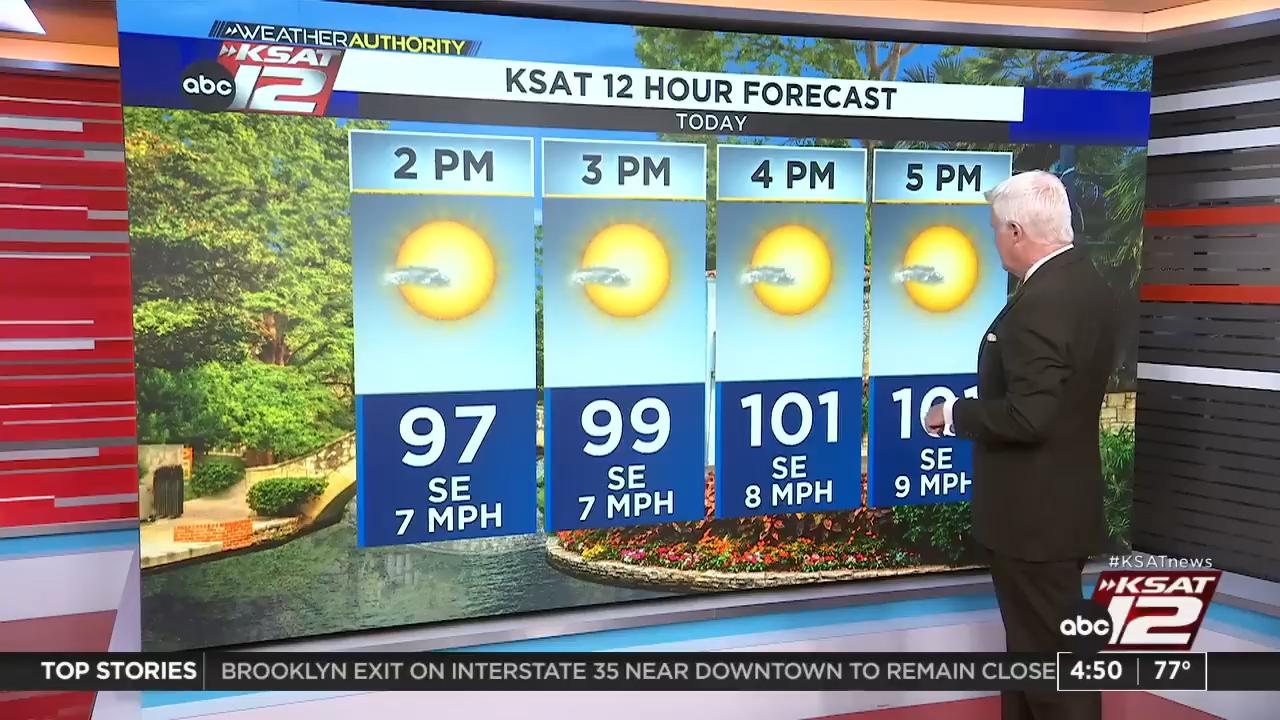 WEATHERAUTHORITY
KSAT
abc 12
KSAT 12 HOUR FORECAST
TODAY
2 PM
3 PM
4 PM
5 PM
97
SE
7 MPH
99
SE
7 MPH
101
SE
8 MPH
101
SE
9 MPH
#KSATnews
KSAT
abc 12
TOP STORIES
BROOKLYN EXIT ON INTERSTATE 35 NEAR DOWNTOWN TO REMAIN CLOSE
4:50
77°